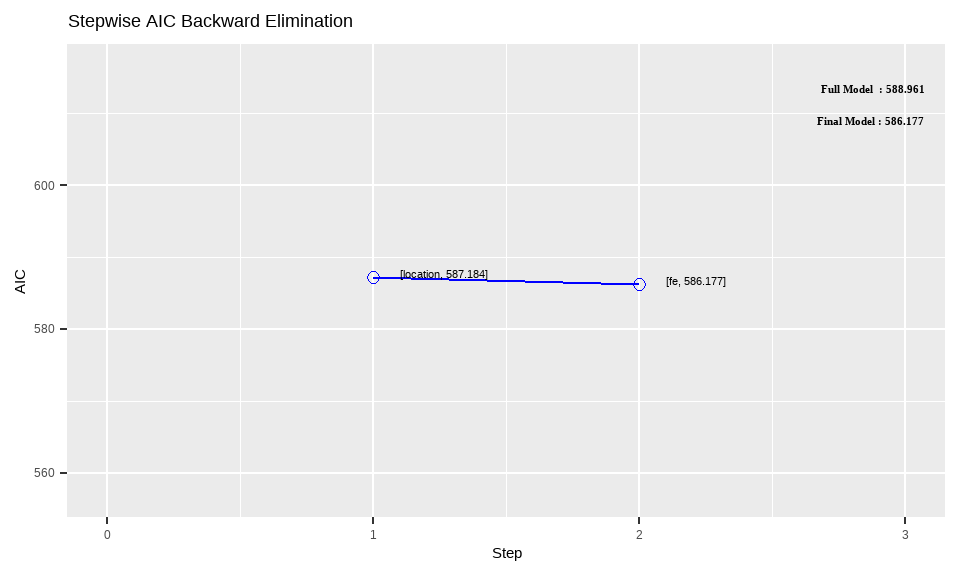 Stepwise AIC Backward Elimination
Full Model  : 588.961
Final Model : 586.177
600
[location, 587.184]
[fe, 586.177]
AIC
580
560
0
1
2
3
Step